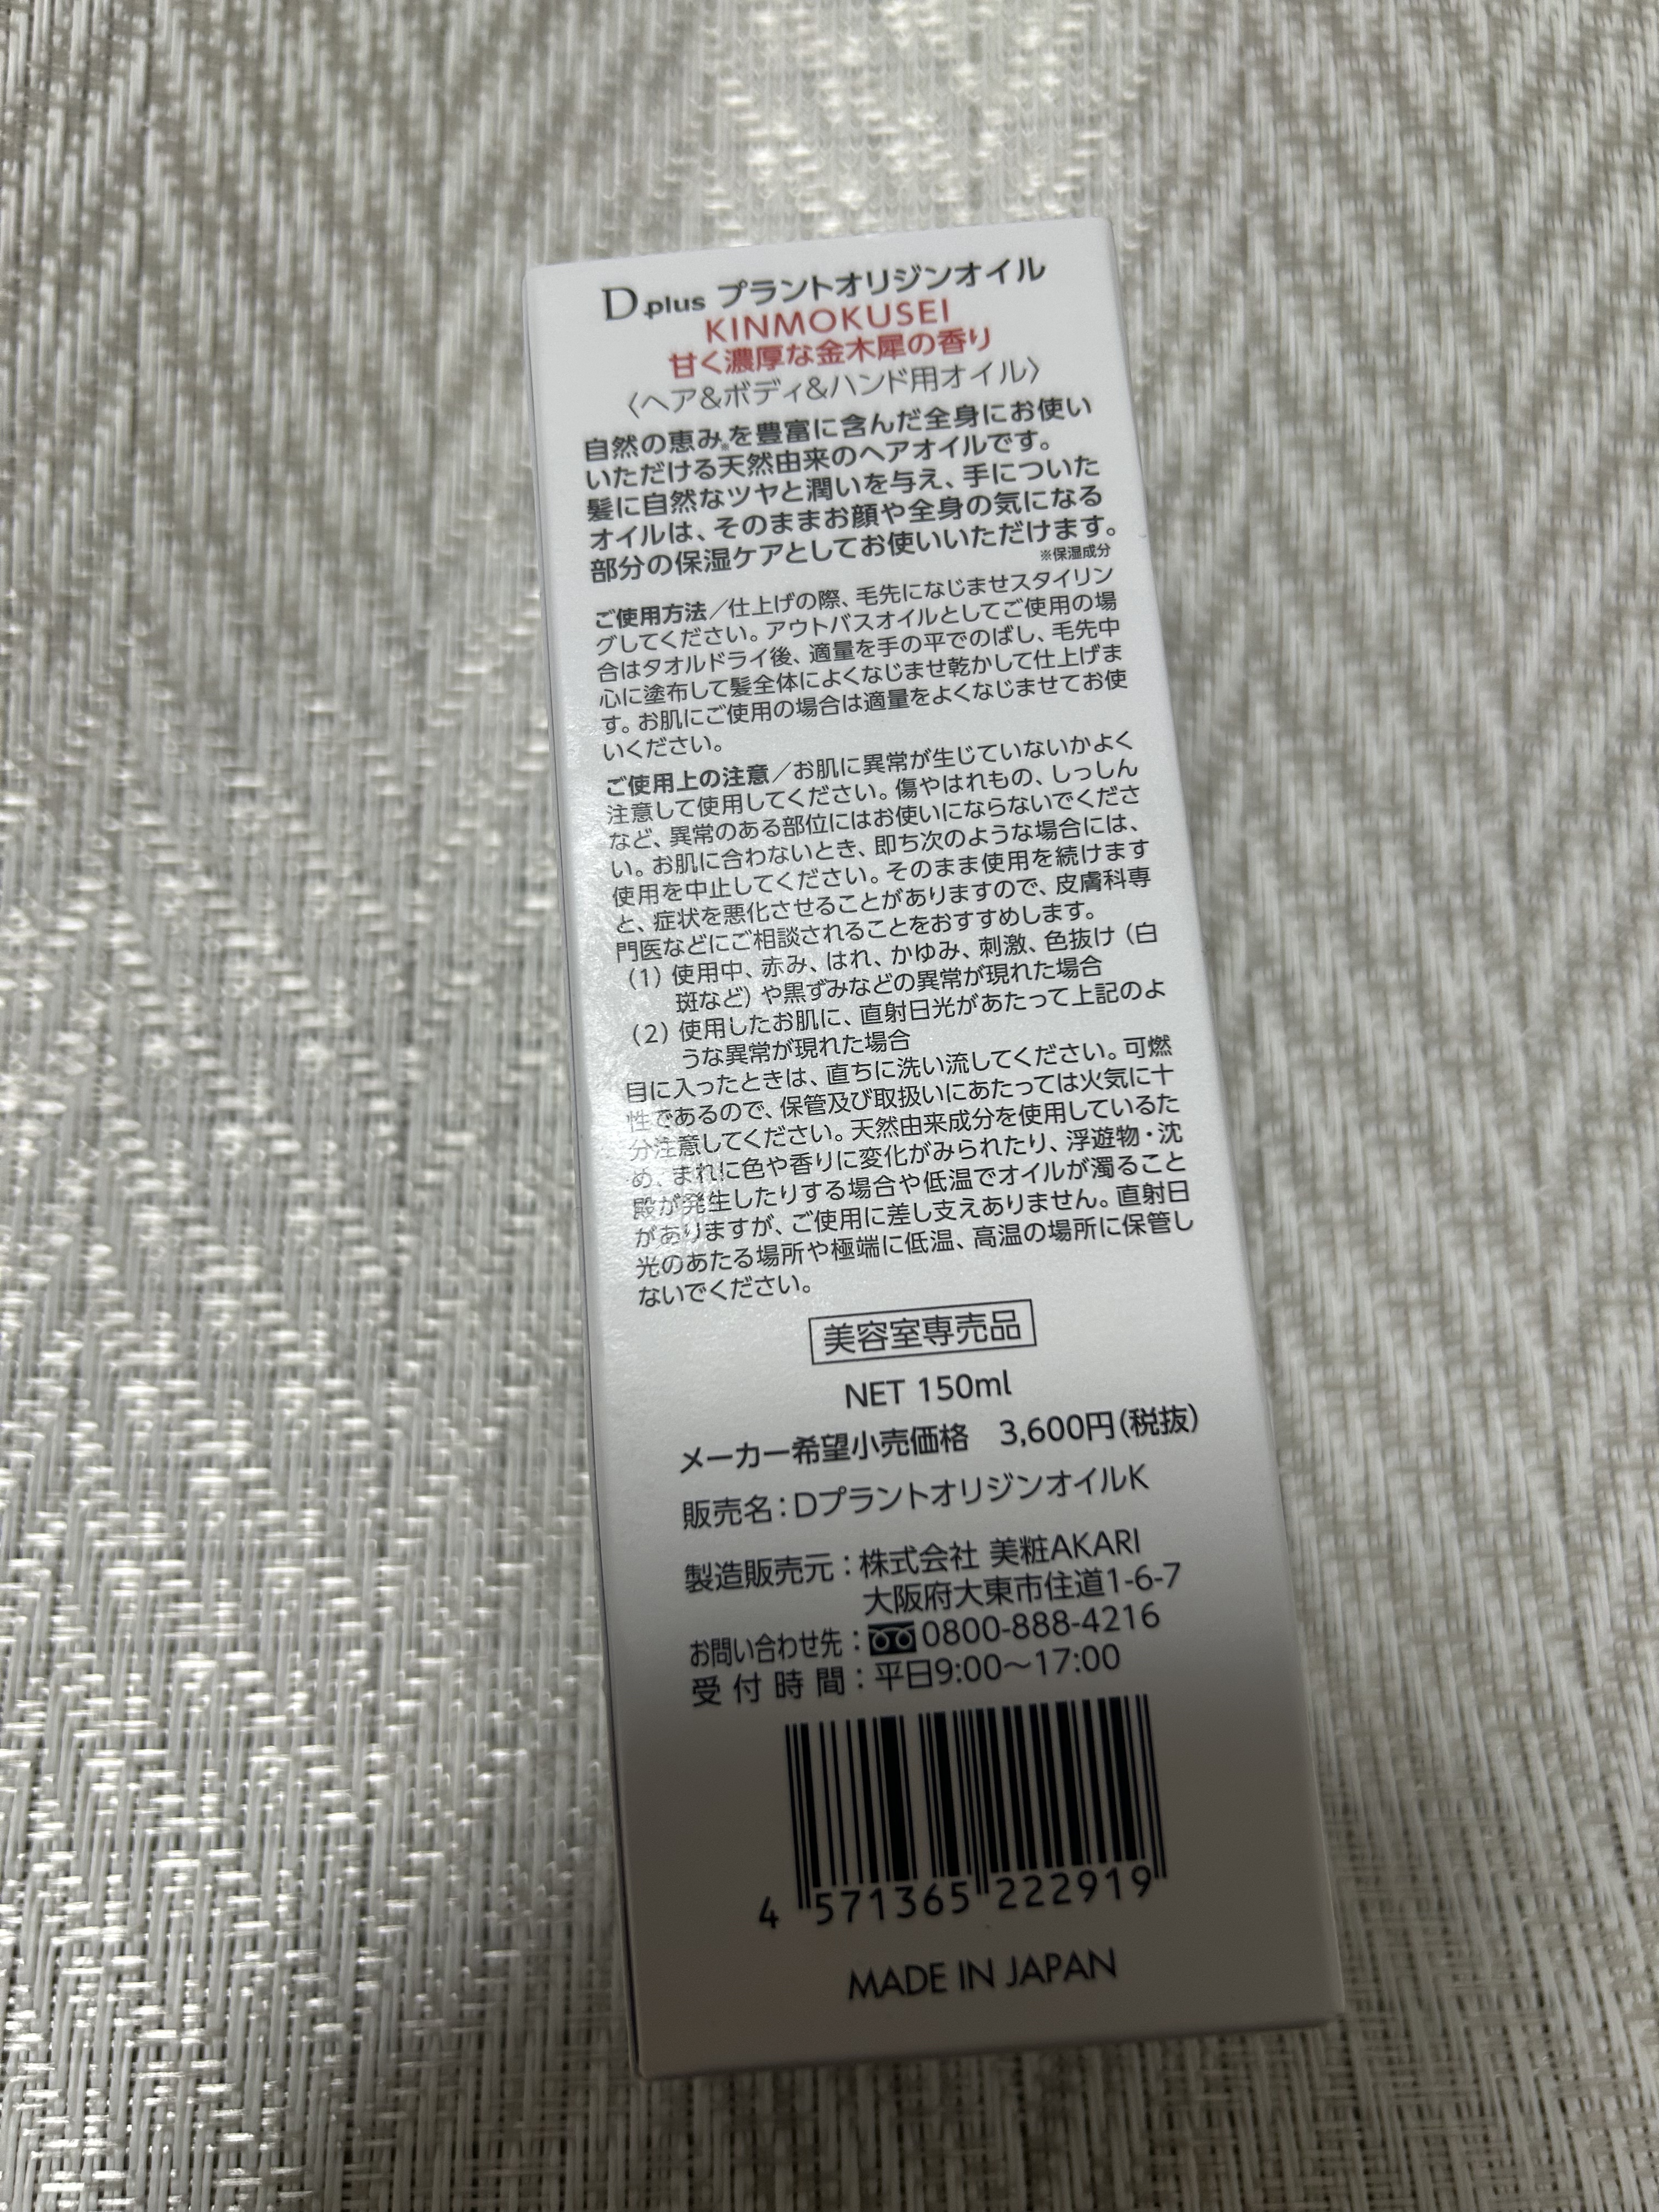 D.plus プラントオリジンオイル
KINMOKUSEI
甘く濃厚な金木犀の香り
〈ヘア&ボディ&ハンド用オイル〉
自然の恵み※を豊富に含んだ全身にお使い
いただける天然由来のヘアオイルです。
髪に自然なツヤと潤いを与え、手についた
オイルは、そのままお顔や全身の気になる
部分の保湿ケアとしてお使いいただけます。
※保湿成分
ご使用方法／仕上げの際、毛先になじませスタイリン
グしてください。アウトバスオイルとしてご使用の場
合はタオルドライ後、適量を手の平でのばし、毛先中
心に塗布して髪全体によくなじませ乾かして仕上げま
す。お肌にご使用の場合は適量をよくなじませてお使
いください。
ご使用上の注意／お肌に異常が生じていないかよく
注意して使用してください。傷やはれもの、しっしん
など、異常のある部位にはお使いにならないでくださ
い。お肌に合わないとき、即ち次のような場合には、
使用を中止してください。そのまま使用を続けます
と、症状を悪化させることがありますので、皮膚科専
門医などにご相談されることをおすすめします。
（1）使用中、赤み、はれ、かゆみ、刺激、色抜け（白
斑など）や黒ずみなどの異常が現れた場合
（2）使用したお肌に、直射日光があたって上記のよ
うな異常が現れた場合
目に入ったときは、直ちに洗い流してください。可燃
性であるので、保管及び取扱いにあたっては火気に十
分注意してください。天然由来成分を使用しているた
め、まれに色や香りに変化がみられたり、浮遊物・沈
殿が発生したりする場合や低温でオイルが濁ること
がありますが、ご使用に差し支えありません。直射日
光のあたる場所や極端に低温、高温の場所に保管し
ないでください。
美容室専売品
NET 150ml
メーカー希望小売価格 3,600円(税抜)
販売名：DプラントオリジンオイルK
製造販売元：株式会社 美粧AKARI
大阪府大東市住道1-6-7
お問い合わせ先：0800-888-4216
受付時間：平日9:00〜17:00
4 571365 222919
MADE IN JAPAN